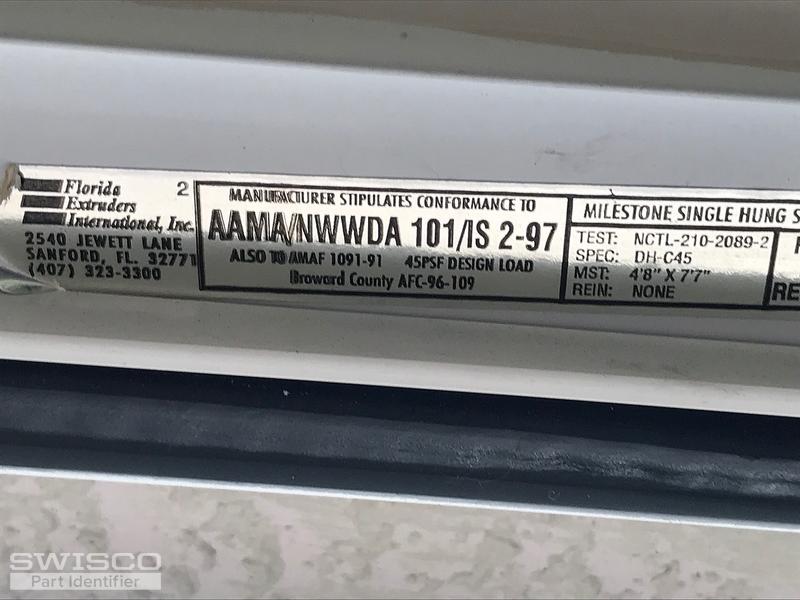 Florida
Extruders
International, Inc.
2
2540 JEWETT LANE
SANFORD, FL. 32771
(407) 323-3300
MANUFACTURER STIPULATES CONFORMANCE TO
AAMA/NWWDA 101/IS 2-97
ALSO TO AMAF 1091-91 45PSF DESIGN LOAD
Broward County AFC-96-109
MILESTONE SINGLE HUNG S
TEST: NCTL-210-2089-2
SPEC: DH-C45
MST: 4'8" X 7'7"
REIN: NONE
RE
SWISCO
Part Identifier